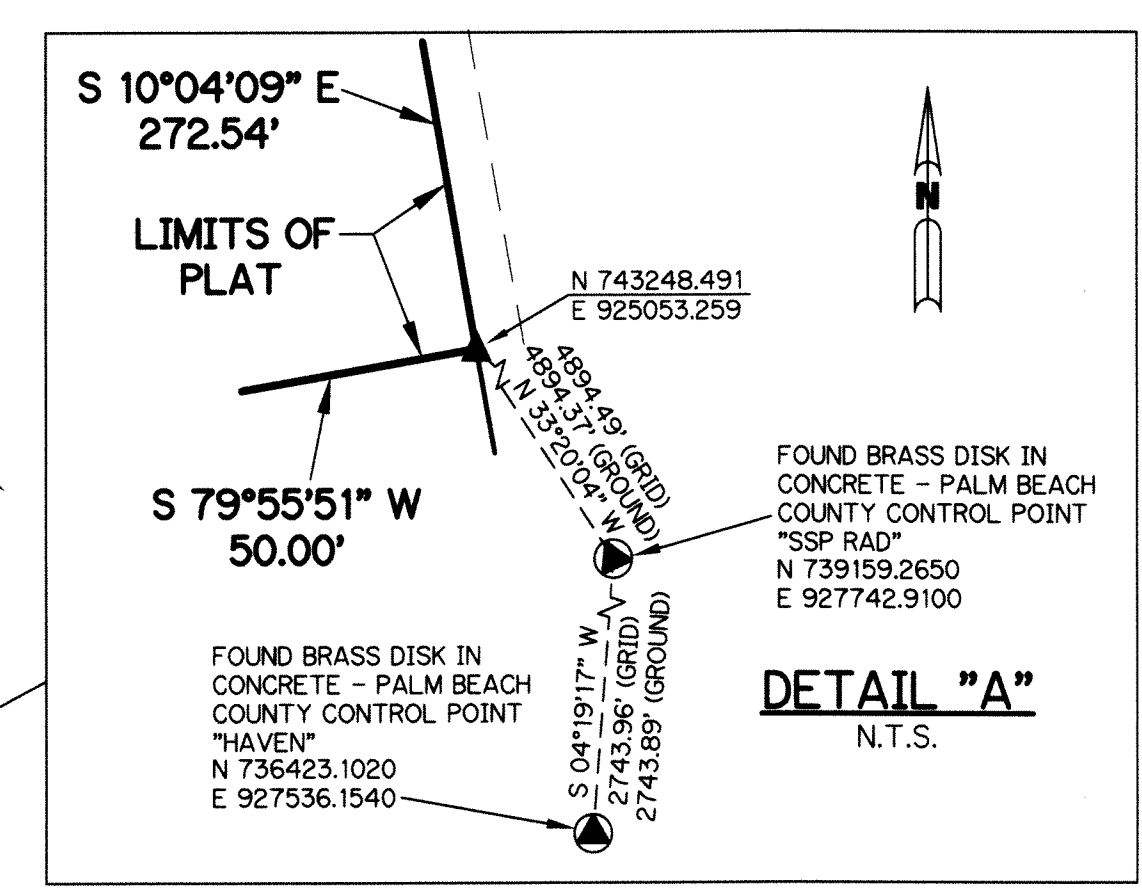 S 10°04'09" E
272.54'
LIMITS OF
PLAT
N
N 743248.491
E 925053.259
4894.49' (GRID)
4894.37' (GROUND)
N 33°20'04" W
S 79°55'51" W
50.00'
FOUND BRASS DISK IN
CONCRETE - PALM BEACH
COUNTY CONTROL POINT
"SSP RAD"
N 739159.2650
E 927742.9100
S 04°19'17" W
2743.96' (GRID)
2743.89' (GROUND)
FOUND BRASS DISK IN
CONCRETE - PALM BEACH
COUNTY CONTROL POINT
"HAVEN"
N 736423.1020
E 927536.1540
DETAIL "A"
N.T.S.